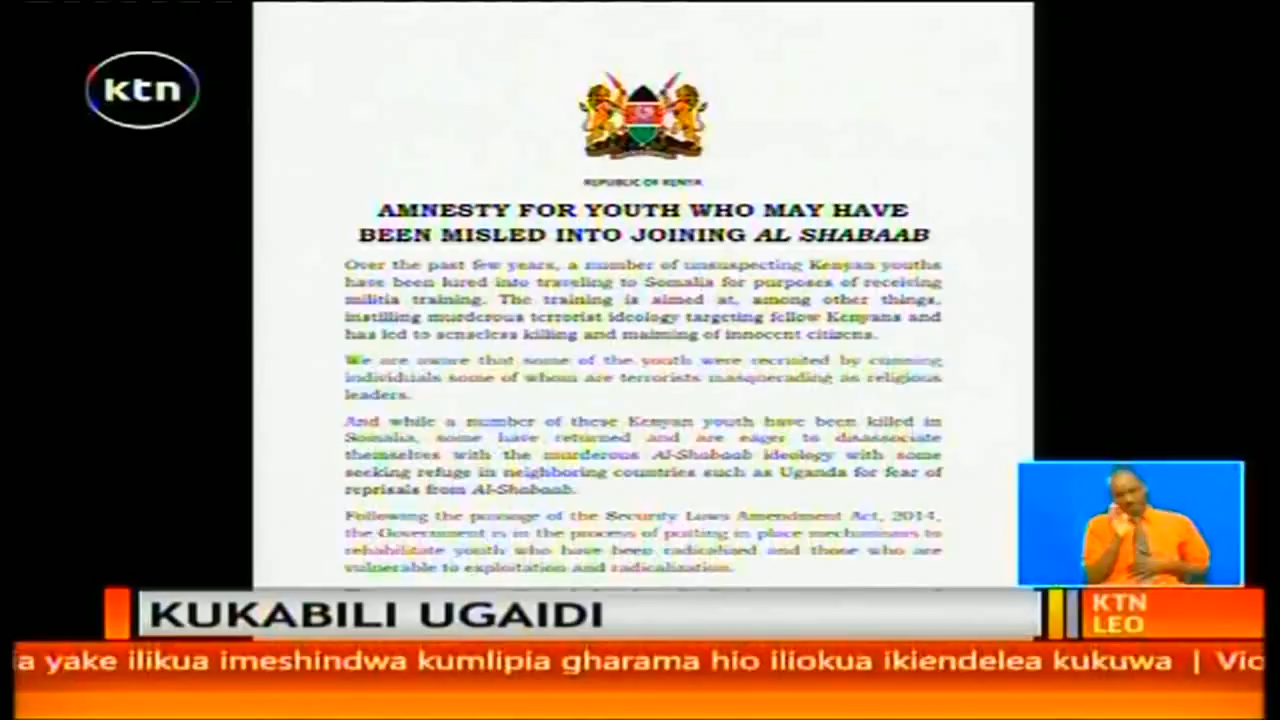 ktn
REPUBLIC OF KENYA
AMNESTY FOR YOUTH WHO MAY HAVE
BEEN MISLED INTO JOINING AL SHABAAB
Over the past few years, a number of unsuspecting Kenyan youths
have been lured into traveling to Somalia for purposes of receiving
militia training. The training is aimed at, among other things,
instilling murderous terrorist ideology targeting fellow Kenyans and
has led to senseless killing and maiming of innocent citizens.
We are aware that some of the youth were recruited by cunning
individuals some of whom are terrorists masquerading as religious
leaders.
And while a number of these Kenyan youth have been killed in
Somalia, some have returned and are eager to disassociate
themselves with the murderous Al-Shabaab ideology with some
seeking refuge in neighboring countries such as Uganda for fear of
reprisals from Al-Shabaab.
Following the passage of the Security Laws Amendment Act, 2014,
the Government is in the process of putting in place mechanisms to
rehabilitate youth who have been radicalised and those who are
vulnerable to exploitation and radicalization.
KUKABILI UGAIDI
KTN
LEO
ia yake ilikua imeshindwa kumlipia gharama hio iliokua ikiendelea kukuwa | Vic